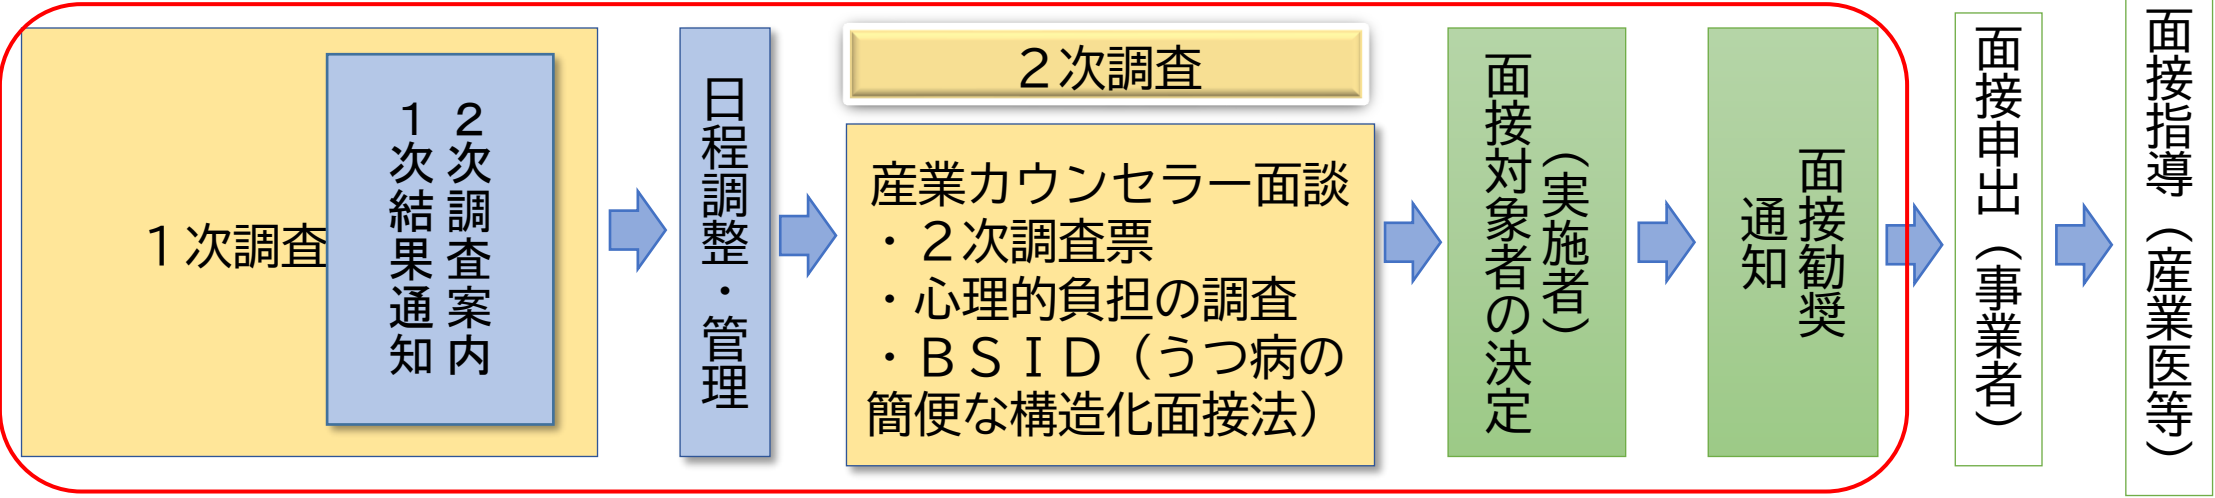 １次調査
１次結果通知
２次調査案内
日程調整・管理
２次調査
産業カウンセラー面談
・２次調査票
・心理的負担の調査
・ＢＳＩＤ（うつ病の
簡便な構造化面接法）
面接対象者の決定
（実施者）
面接勧奨
通知
面接申出（事業者）
面接指導（産業医等）